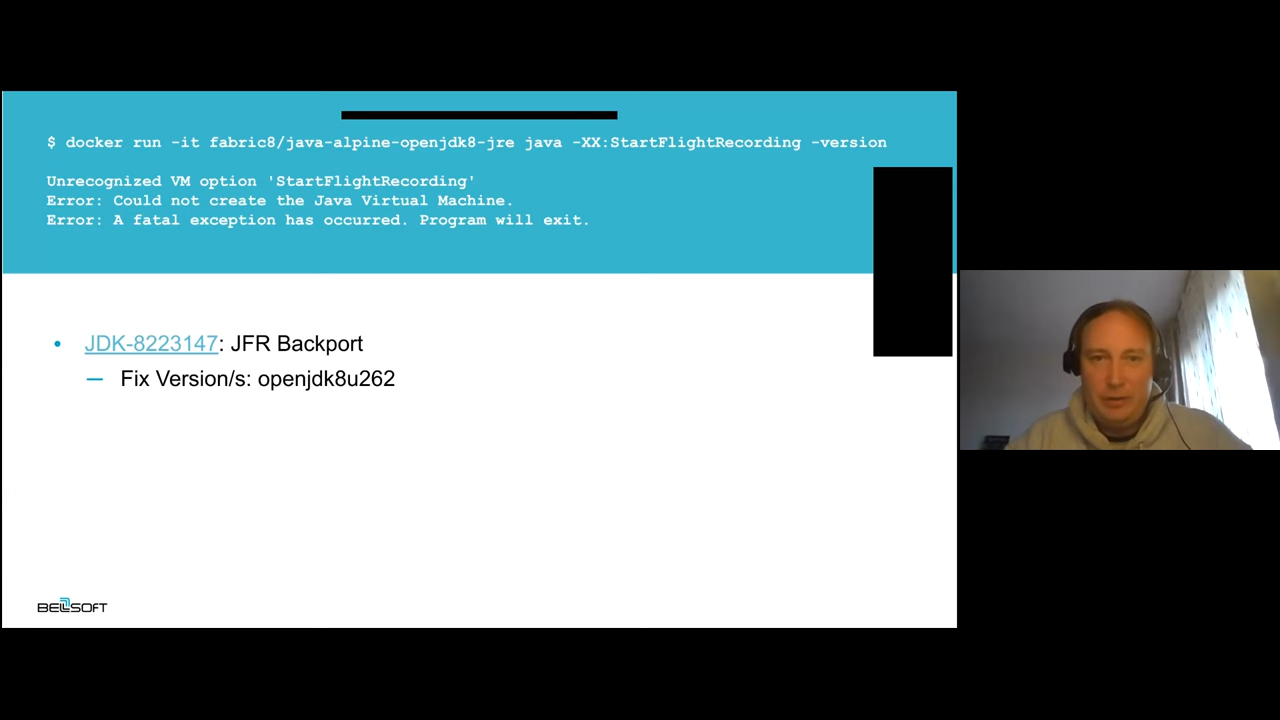 $ docker run -it fabric8/java-alpine-openjdk8-jre java -XX:StartFlightRecording -version
Unrecognized VM option 'StartFlightRecording'
Error: Could not create the Java Virtual Machine.
Error: A fatal exception has occurred. Program will exit.
• JDK-8223147: JFR Backport
– Fix Version/s: openjdk8u262
BELLSOFT